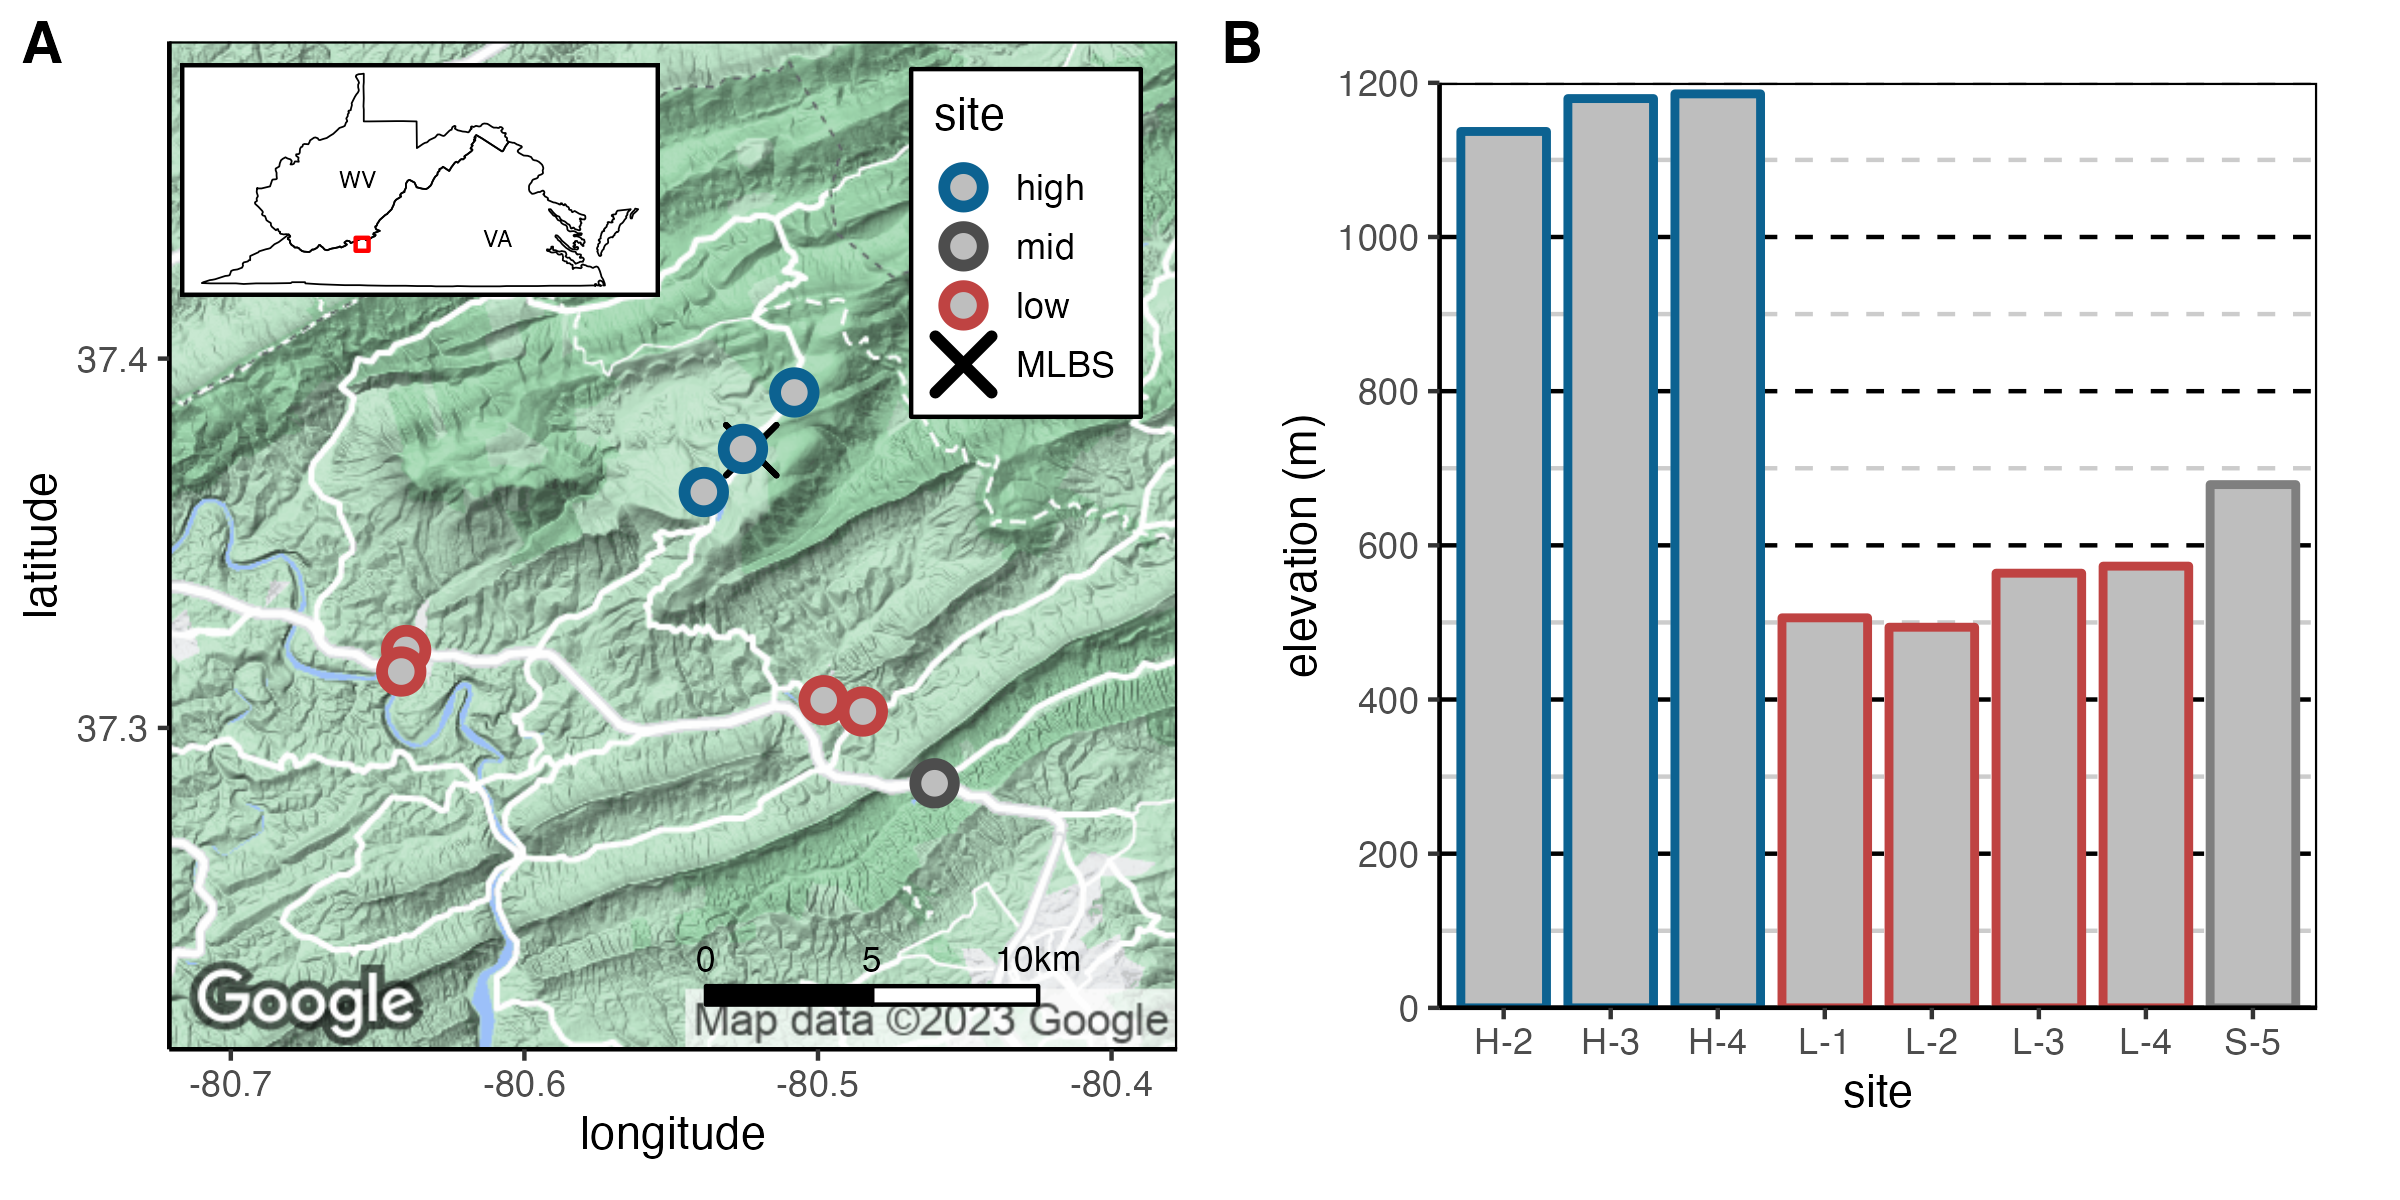 A
WV
VA
site
high
mid
low
MLBS
37.4
37.3
latitude
0 5 10km
Google
Map data ©2023 Google
-80.7 -80.6 -80.5 -80.4
longitude
B
1200
1000
800
600
400
200
0
elevation (m)
H-2 H-3 H-4 L-1 L-2 L-3 L-4 S-5
site